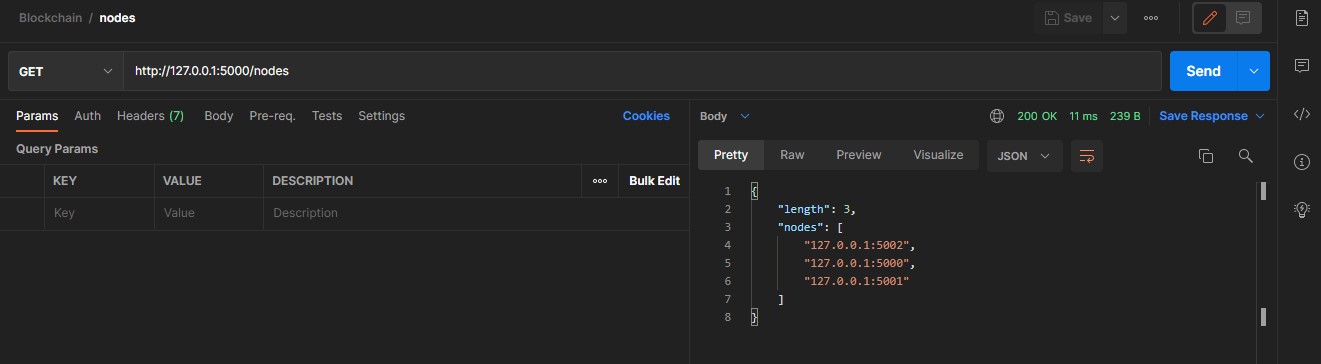 Blockchain / nodes
Save
GET http://127.0.0.1:5000/nodes Send
Params Auth Headers (7) Body Pre-req. Tests Settings Cookies
Query Params
KEY VALUE DESCRIPTION Bulk Edit
Key Value Description
Body 200 OK 11 ms 239 B Save Response
Pretty Raw Preview Visualize JSON
1 {
2 "length": 3,
3 "nodes": [
4 "127.0.0.1:5002",
5 "127.0.0.1:5000",
6 "127.0.0.1:5001"
7 ]
8 }